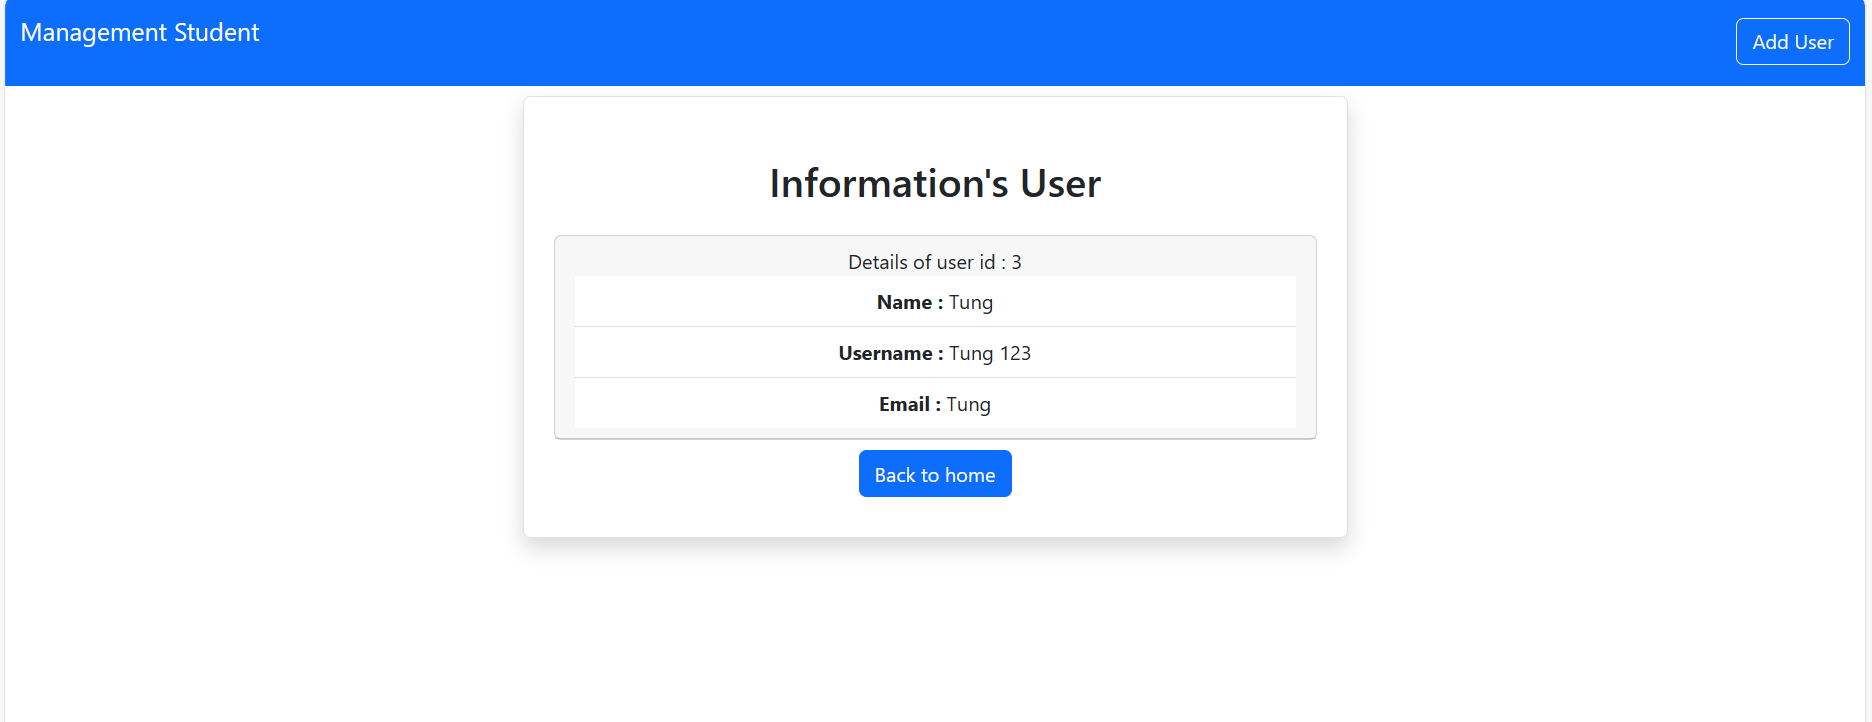 Management Student
Add User
Information's User
Details of user id : 3
Name : Tung
Username : Tung 123
Email : Tung
Back to home